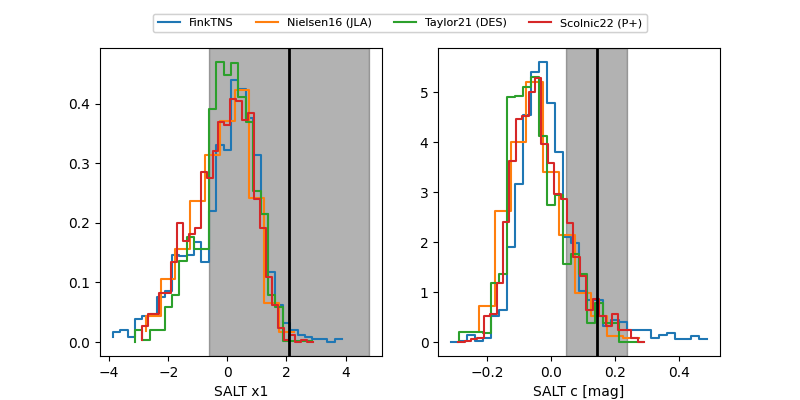 FinkTNS Nielsen16 (JLA) Taylor21 (DES) Scolnic22 (P+)
0.4
0.3
0.2
0.1
0.0
−4 −2 0 2 4
SALT x1
5
4
3
2
1
0
−0.2 0.0 0.2 0.4
SALT c [mag]